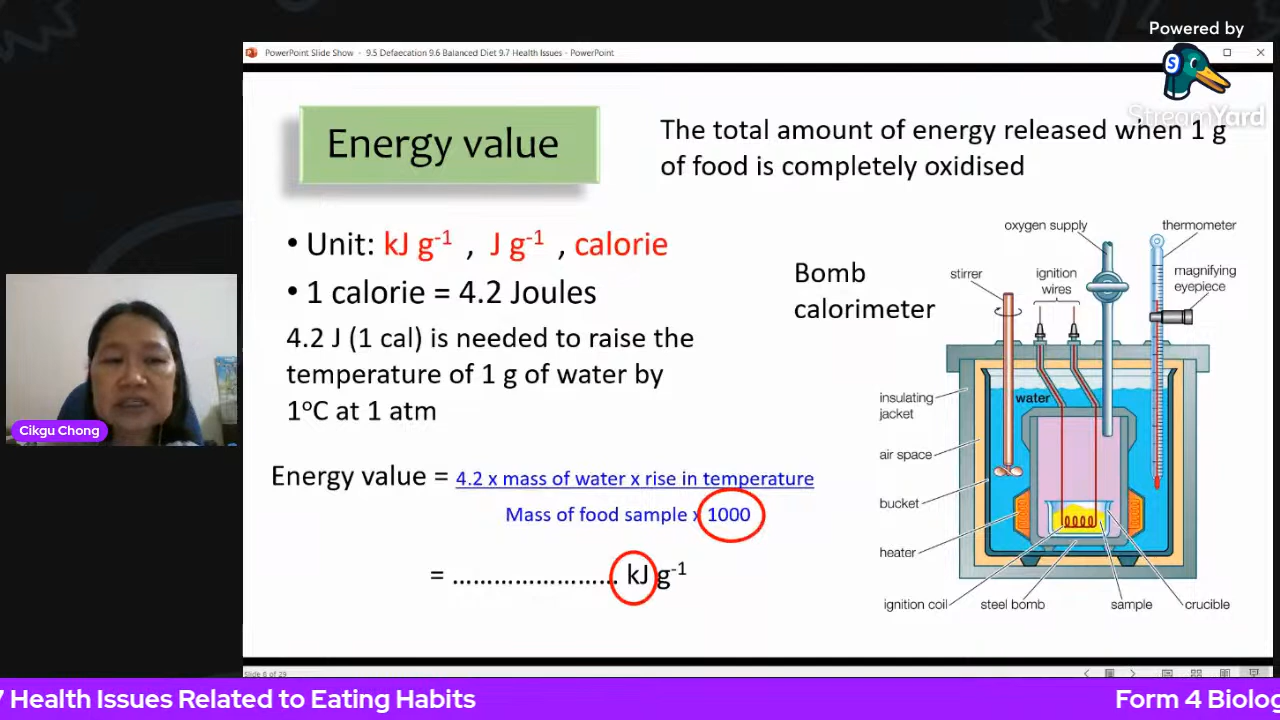 Powered by
StreamYard
PowerPoint Slide Show - 9.5 Defaecation 9.6 Balanced Diet 9.7 Health Issues - PowerPoint
Energy value
The total amount of energy released when 1 g
of food is completely oxidised
• Unit: kJ g⁻¹ , J g⁻¹ , calorie
• 1 calorie = 4.2 Joules
4.2 J (1 cal) is needed to raise the
temperature of 1 g of water by
1°C at 1 atm
Energy value = 4.2 x mass of water x rise in temperature
Mass of food sample x 1000
= ........................ kJ g⁻¹
Bomb
calorimeter
oxygen supply
thermometer
stirrer
ignition
wires
magnifying
eyepiece
insulating
jacket
water
air space
bucket
heater
ignition coil
steel bomb
sample
crucible
Cikgu Chong
Slide 8 of 29
7 Health Issues Related to Eating Habits
Form 4 Biolog